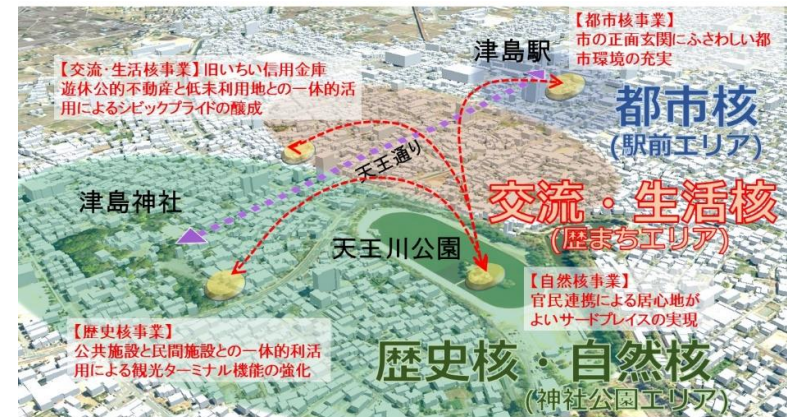 【都市核事業】
市の正面玄関にふさわしい都
市環境の充実
津島駅
【交流・生活核事業】旧いちい信用金庫
遊休公的不動産と低未利用地との一体的活
用によるシビックプライドの醸成
都市核
(駅前エリア)
天王通り
津島神社
交流・生活核
(歴まちエリア)
天王川公園
【自然核事業】
官民連携による居心地が
よいサードプレイスの実現
【歴史核事業】
公共施設と民間施設との一体的利活
用による観光ターミナル機能の強化
歴史核・自然核
(神社公園エリア)